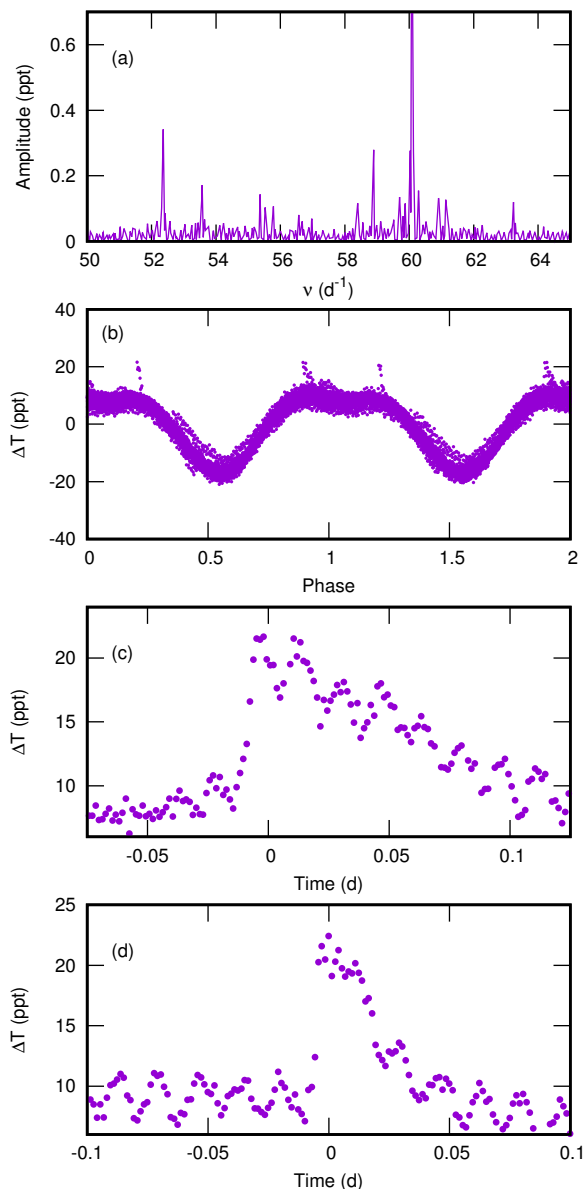 (a)
Amplitude (ppt)
0.6
0.4
0.2
0
50 52 54 56 58 60 62 64
ν (d⁻¹)
(b)
ΔT (ppt)
40
20
0
-20
-40
0 0.5 1 1.5 2
Phase
(c)
ΔT (ppt)
20
15
10
-0.05 0 0.05 0.1
Time (d)
(d)
ΔT (ppt)
25
20
15
10
-0.1 -0.05 0 0.05 0.1
Time (d)